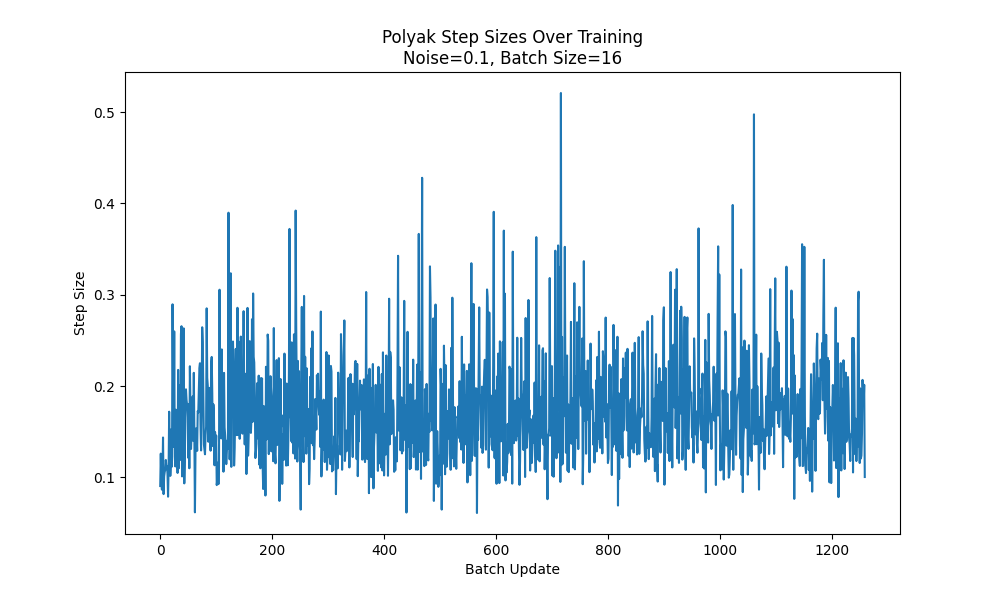 Polyak Step Sizes Over Training
Noise=0.1, Batch Size=16
0.5
0.4
0.3
0.2
0.1
Step Size
0 200 400 600 800 1000 1200
Batch Update